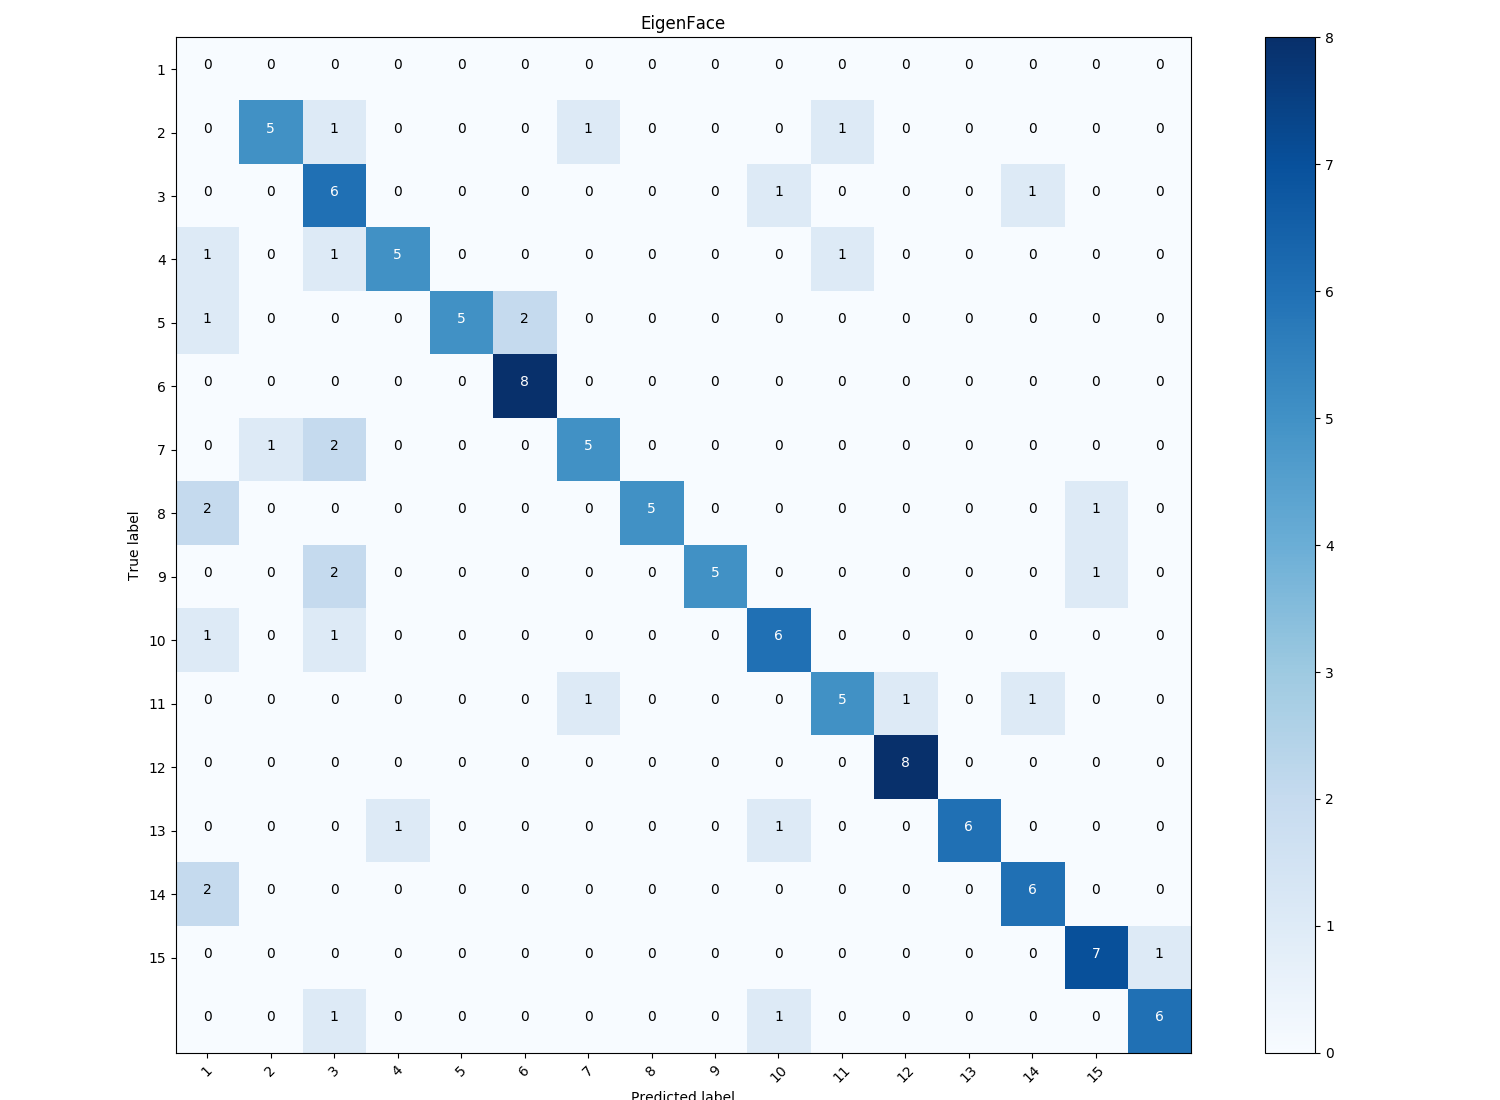 EigenFace
1 0 0 0 0 0 0 0 0 0 0 0 0 0 0 0 0
2 0 5 1 0 0 0 1 0 0 0 1 0 0 0 0 0
3 0 0 6 0 0 0 0 0 0 1 0 0 0 1 0 0
4 1 0 1 5 0 0 0 0 0 0 1 0 0 0 0 0
5 1 0 0 0 5 2 0 0 0 0 0 0 0 0 0 0
6 0 0 0 0 0 8 0 0 0 0 0 0 0 0 0 0
7 0 1 2 0 0 0 5 0 0 0 0 0 0 0 0 0
8 2 0 0 0 0 0 0 5 0 0 0 0 0 0 1 0
9 0 0 2 0 0 0 0 0 5 0 0 0 0 0 1 0
10 1 0 1 0 0 0 0 0 0 6 0 0 0 0 0 0
11 0 0 0 0 0 0 1 0 0 0 5 1 0 1 0 0
12 0 0 0 0 0 0 0 0 0 0 0 8 0 0 0 0
13 0 0 0 1 0 0 0 0 0 1 0 0 6 0 0 0
14 2 0 0 0 0 0 0 0 0 0 0 0 0 6 0 0
15 0 0 0 0 0 0 0 0 0 0 0 0 0 0 7 1
0 0 1 0 0 0 0 0 0 1 0 0 0 0 0 6
1 2 3 4 5 6 7 8 9 10 11 12 13 14 15
True label
Predicted label
8
7
6
5
4
3
2
1
0